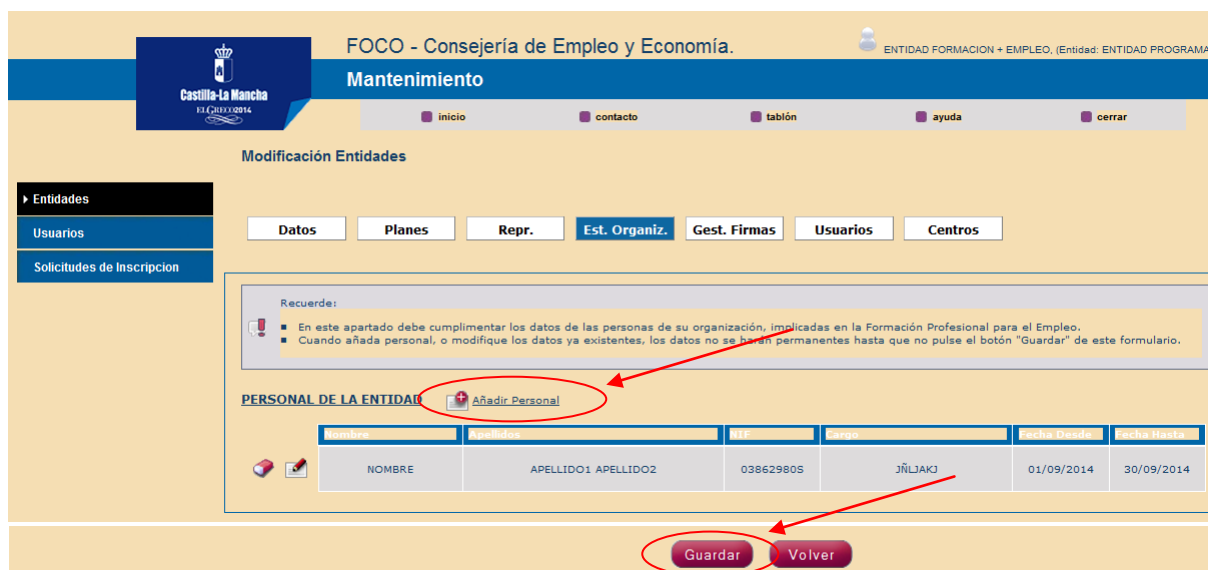 FOCO - Consejería de Empleo y Economía.
ENTIDAD FORMACION + EMPLEO, (Entidad: ENTIDAD PROGRAMA
Castilla-La Mancha
EL GRECO 2014
Mantenimiento
inicio contacto tablón ayuda cerrar
Modificación Entidades
Entidades
Usuarios
Solicitudes de Inscripcion
Datos Planes Repr. Est. Organiz. Gest. Firmas Usuarios Centros
Recuerde:
En este apartado debe cumplimentar los datos de las personas de su organización, implicadas en la Formación Profesional para el Empleo.
Cuando añada personal, o modifique los datos ya existentes, los datos no se harán permanentes hasta que no pulse el botón "Guardar" de este formulario.
PERSONAL DE LA ENTIDAD Añadir Personal
Nombre Apellidos NIF Cargo Fecha Desde Fecha Hasta
NOMBRE APELLIDO1 APELLIDO2 03862980S JÑLJAKJ 01/09/2014 30/09/2014
Guardar Volver